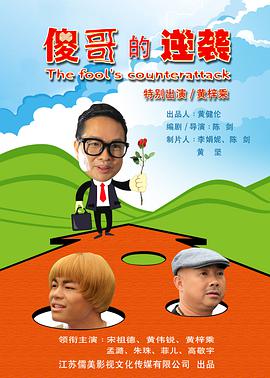 傻哥的逆袭
The fool's counterattack
特别出演/黄梓乘
出品人：黄健伦
编剧/导演：陈 剑
制片人：李娟妮、陈 剑
黄 坚
领衔主演：宋祖德、黄伟锐、黄梓乘
孟潞、朱珠、菲儿、高敬宇
江苏儒美影视文化传媒有限公司 出品